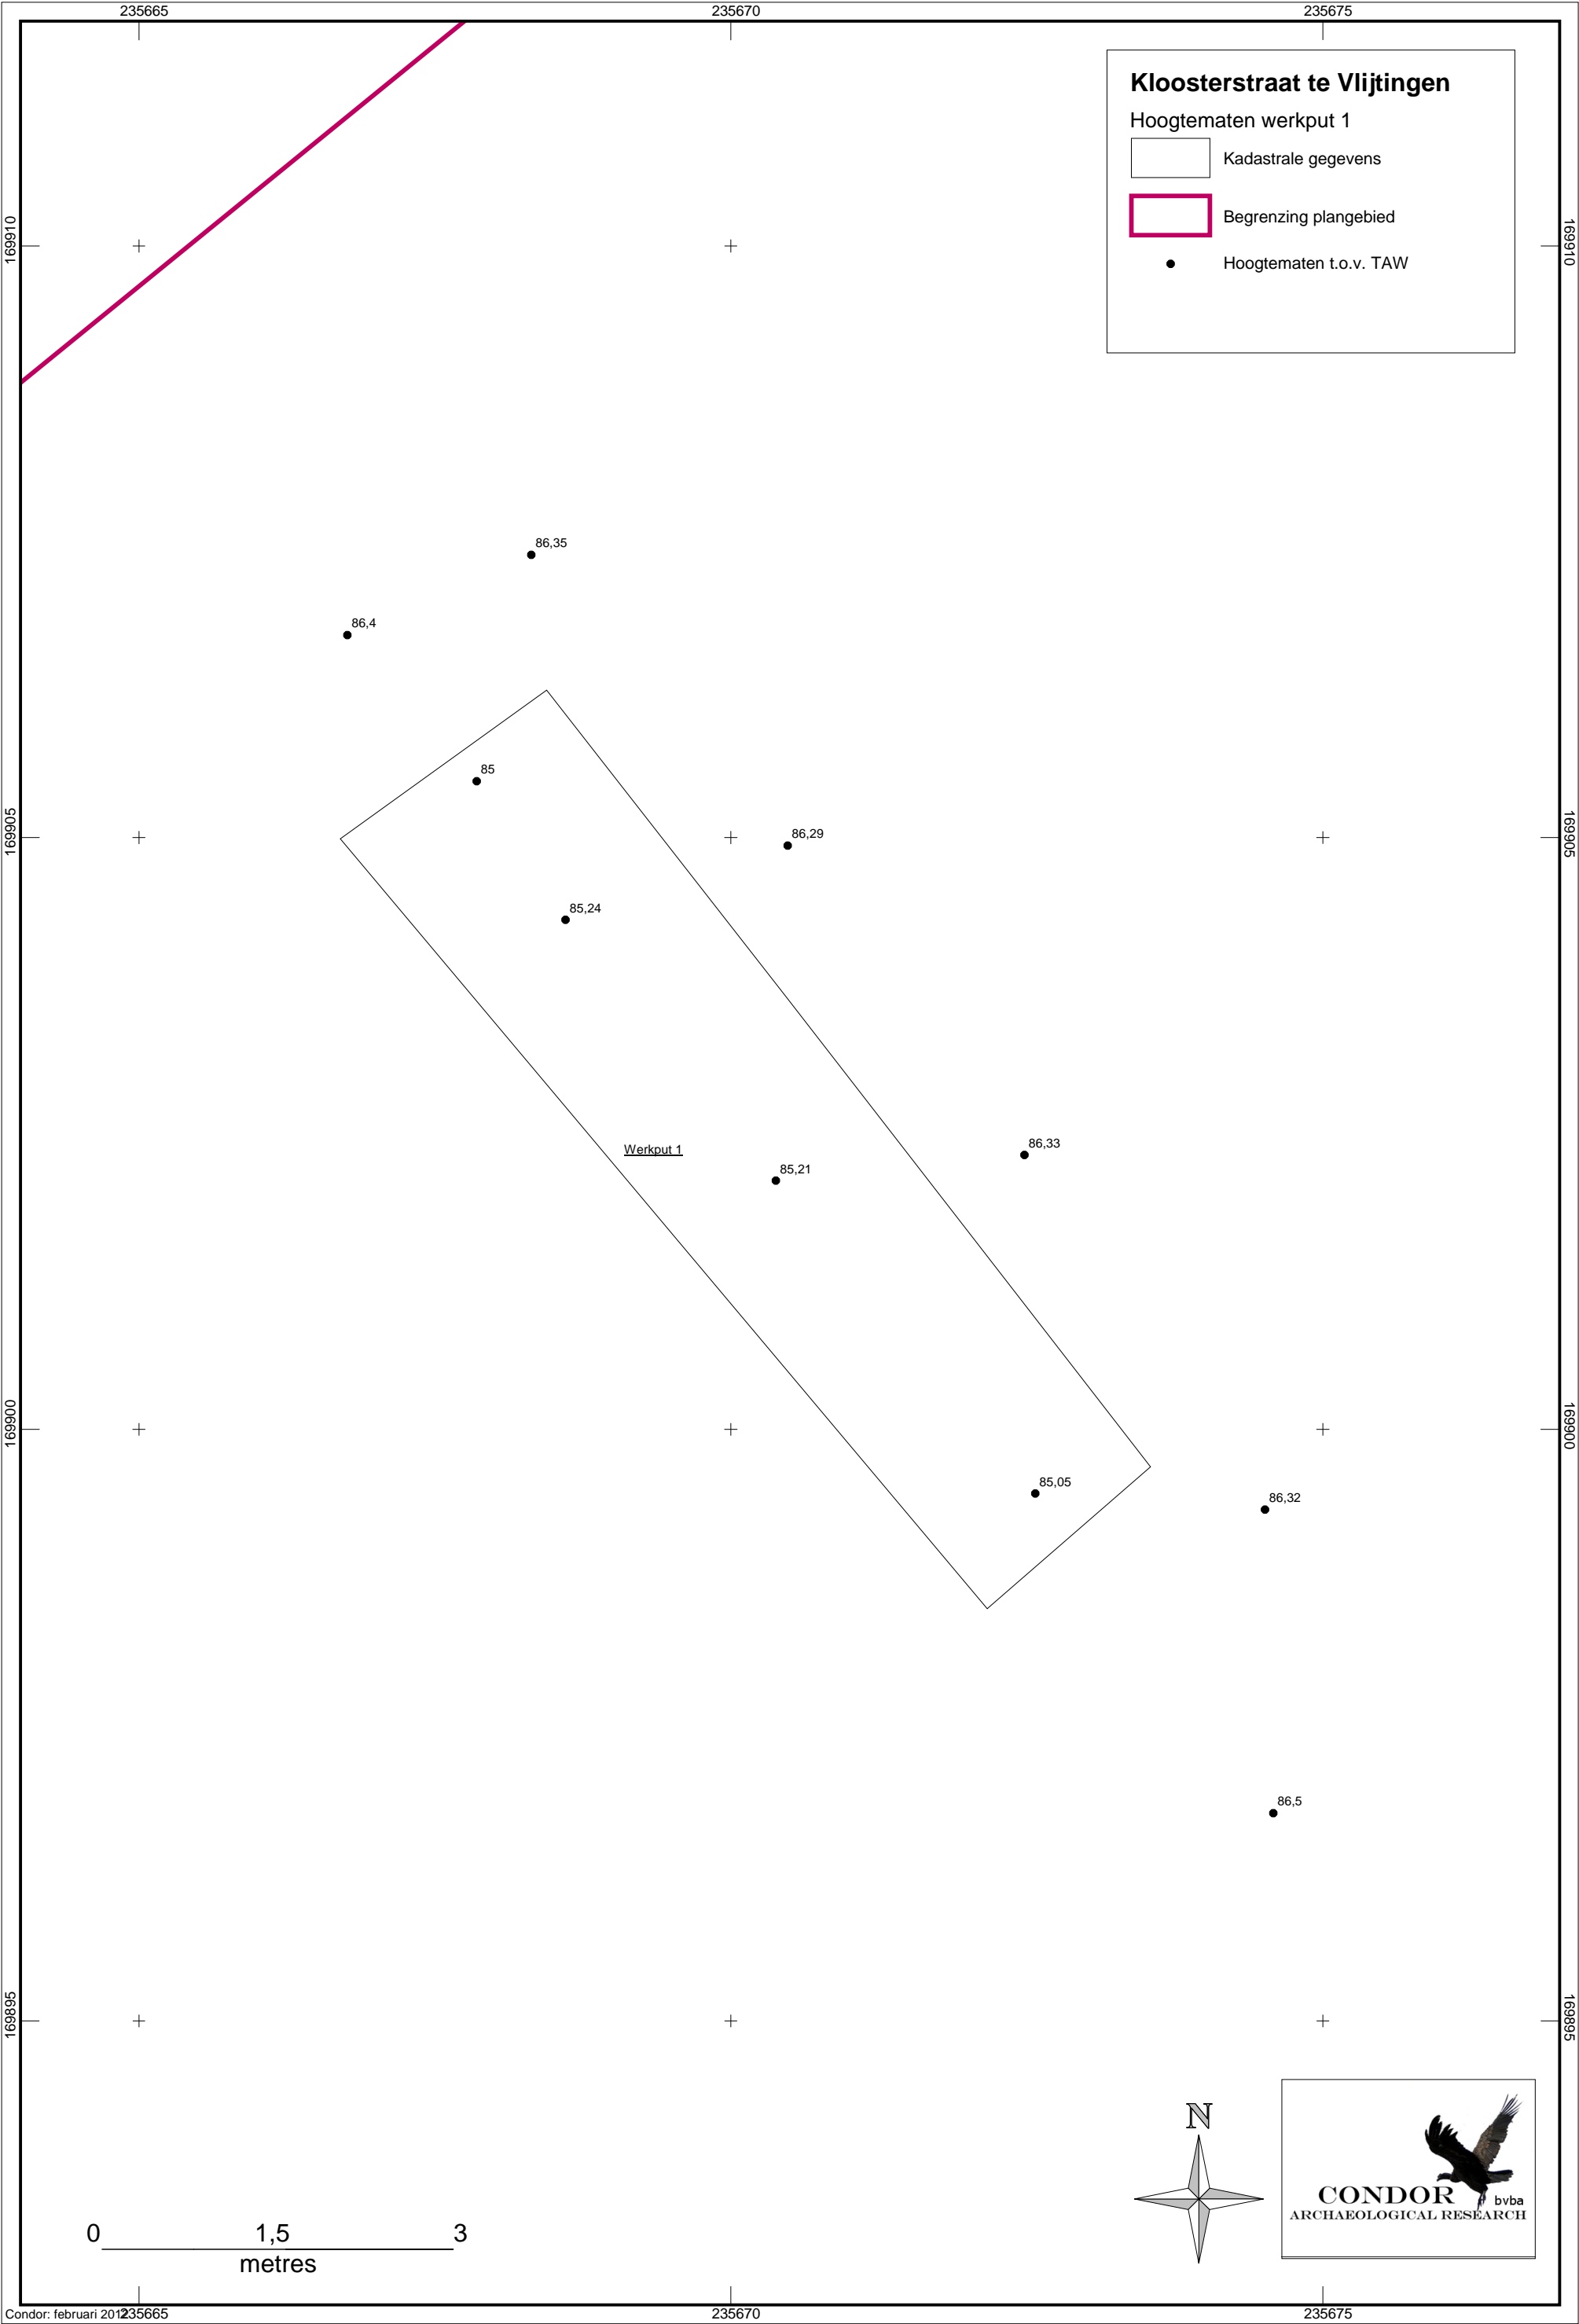 235665
235670
235675
Kloosterstraat te Vlijtingen
Hoogtematen werkput 1
Kadastrale gegevens
Begrenzing plangebied
Hoogtematen t.o.v. TAW
169910
169910
86,35
86,4
85
169905
86,29
169905
85,24
Werkput 1
86,33
85,21
169900
169900
85,05
86,32
86,5
169895
169895
N
CONDOR bvba
ARCHAEOLOGICAL RESEARCH
0 1,5 3
metres
Condor: februari
235665
235670
235675